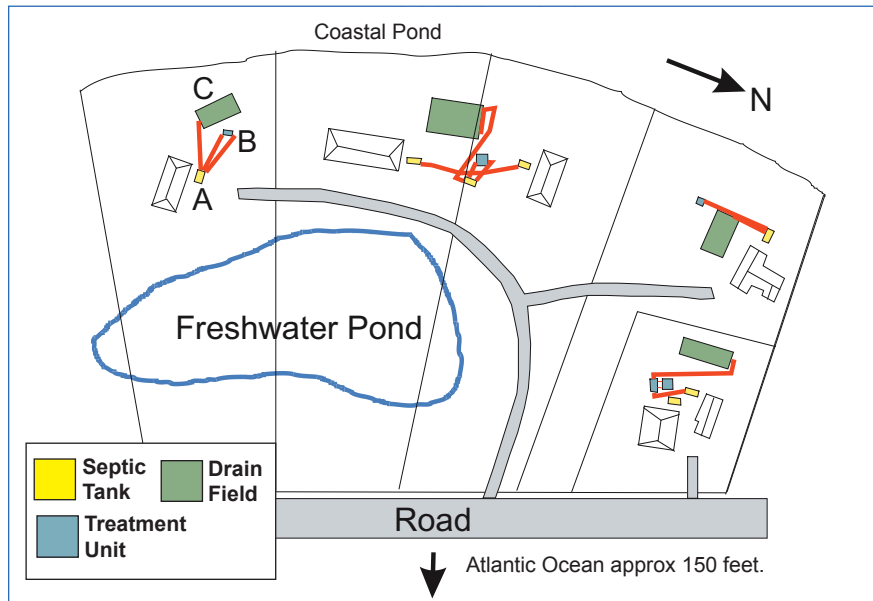 Coastal Pond
N
C
B
A
Freshwater Pond
Septic
Tank
Drain
Field
Treatment
Unit
Road
Atlantic Ocean approx 150 feet.